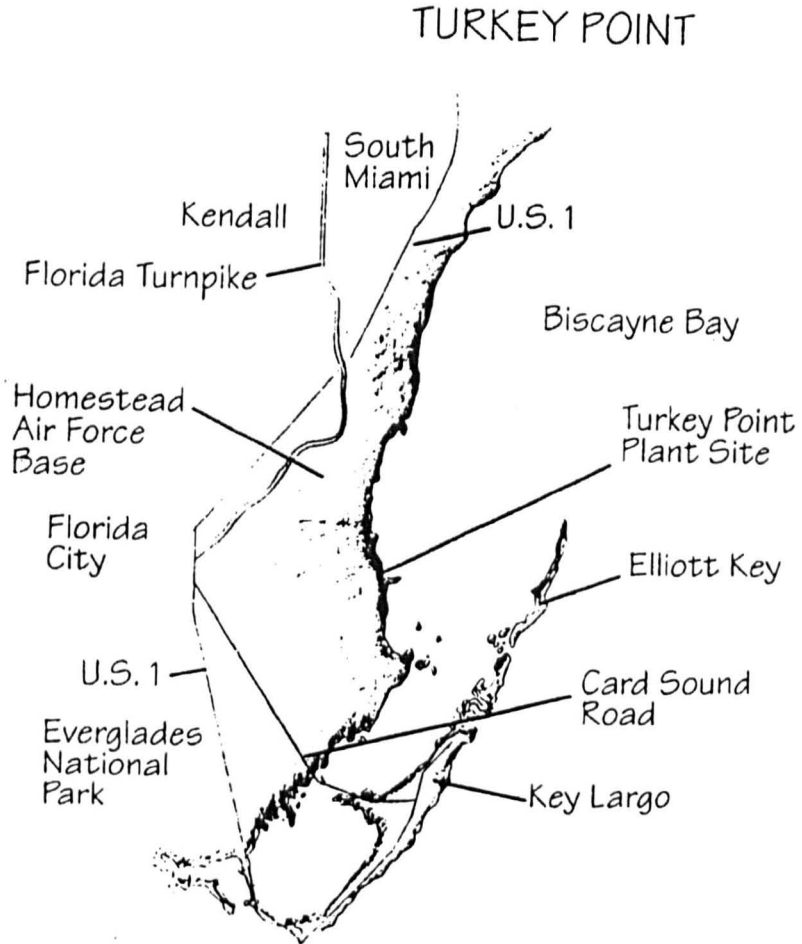 TURKEY POINT
South
Miami
Kendall
U.S. 1
Florida Turnpike
Biscayne Bay
Homestead
Air Force
Base
Turkey Point
Plant Site
Florida
City
Elliott Key
U.S. 1
Card Sound
Road
Everglades
National
Park
Key Largo